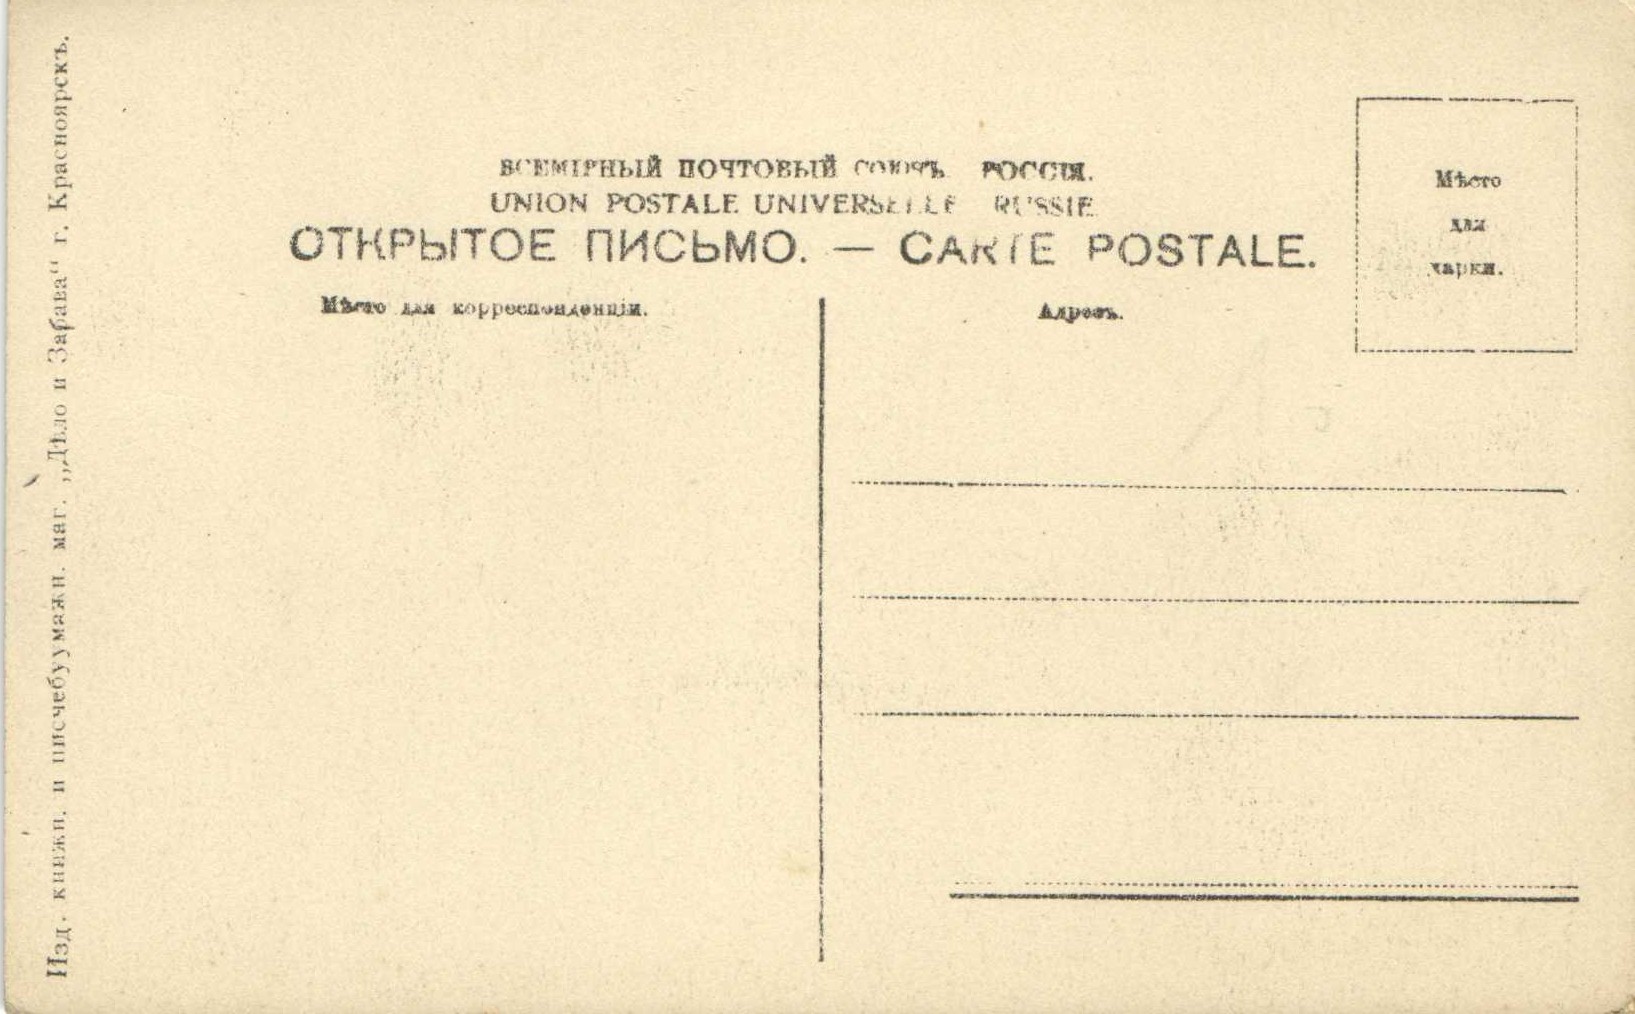 ВСЕМІРНЫЙ ПОЧТОВЫЙ СОЮЗЪ РОССІЯ.
UNION POSTALE UNIVERSELLE RUSSIE
ОТКРЫТОЕ ПИСЬМО. — CARTE POSTALE.
Мѣсто для корреспонденціи.
Адресъ.
Мѣсто
для
марки.
Изд. книжн. и писчебуумажн. маг. „Дѣло и Забава“ г. Красноярскъ.